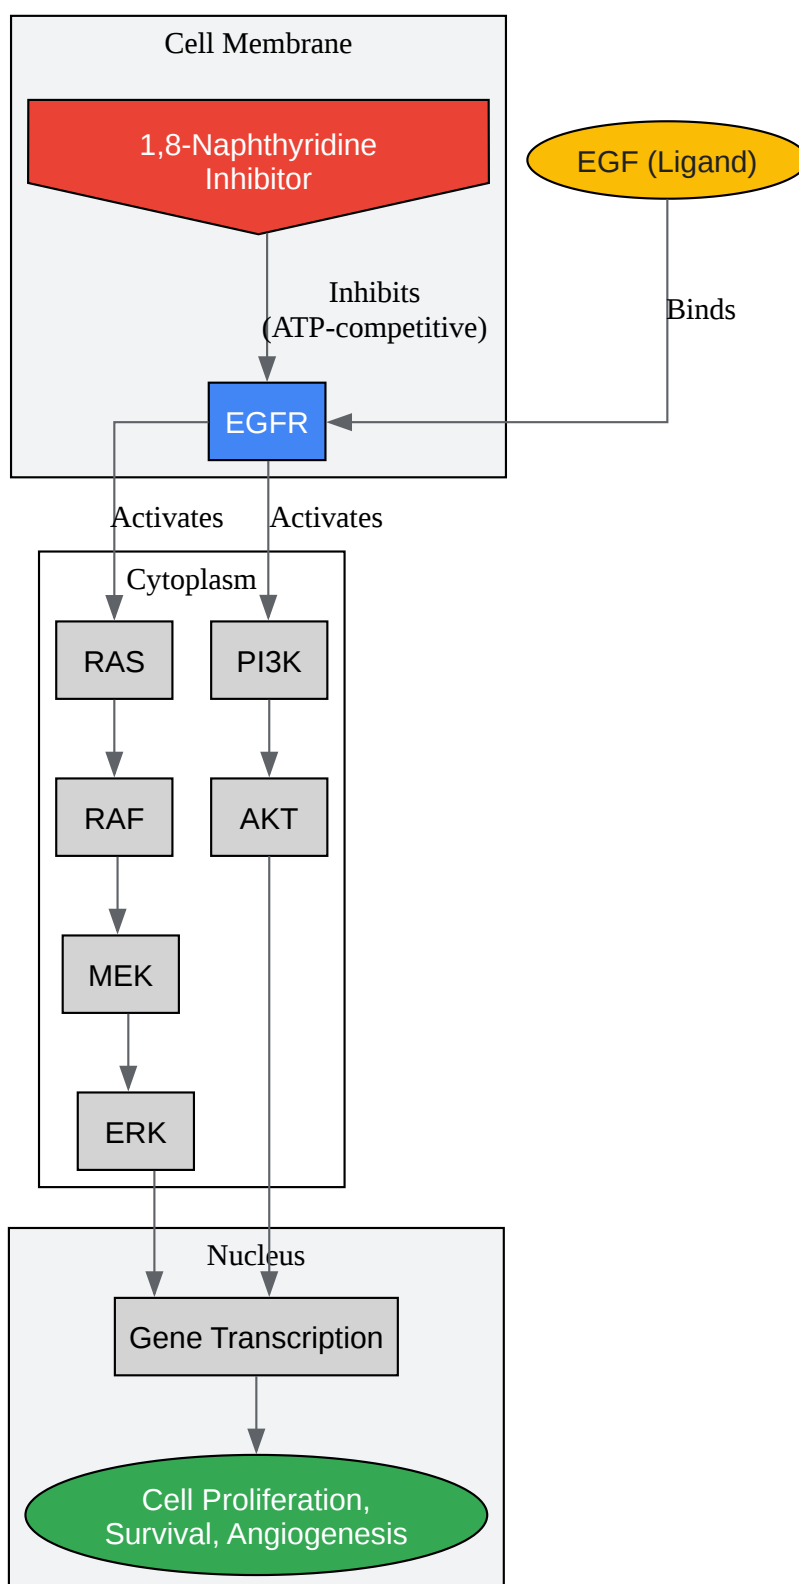 Cell Membrane
1,8-Naphthyridine
Inhibitor
EGF (Ligand)
Inhibits
(ATP-competitive)
Binds
EGFR
Activates
Activates
Cytoplasm
RAS
PI3K
RAF
AKT
MEK
ERK
Nucleus
Gene Transcription
Cell Proliferation,
Survival, Angiogenesis